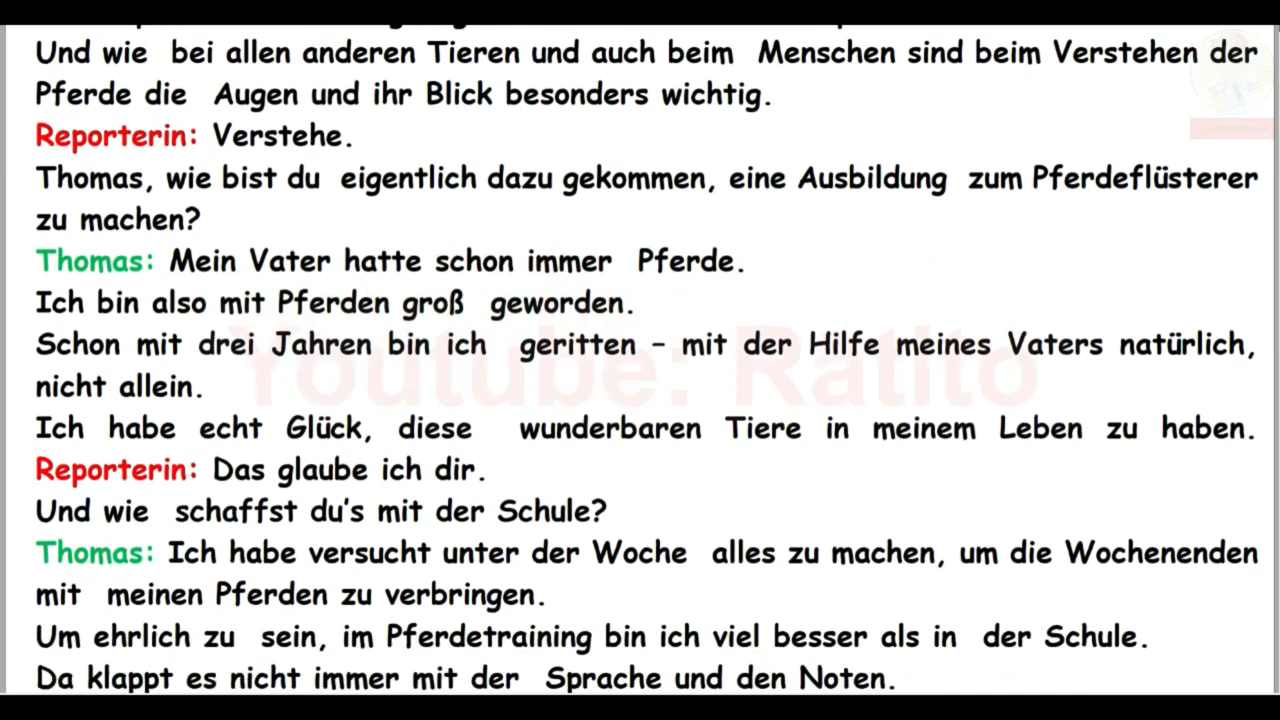 Und wie bei allen anderen Tieren und auch beim Menschen sind beim Verstehen der
Pferde die Augen und ihr Blick besonders wichtig.
Reporterin: Verstehe.
Thomas, wie bist du eigentlich dazu gekommen, eine Ausbildung zum Pferdeflüsterer
zu machen?
Thomas: Mein Vater hatte schon immer Pferde.
Ich bin also mit Pferden groß geworden.
Schon mit drei Jahren bin ich geritten – mit der Hilfe meines Vaters natürlich,
nicht allein.
Youtube: Ratito
Ich habe echt Glück, diese wunderbaren Tiere in meinem Leben zu haben.
Reporterin: Das glaube ich dir.
Und wie schaffst du's mit der Schule?
Thomas: Ich habe versucht unter der Woche alles zu machen, um die Wochenenden
mit meinen Pferden zu verbringen.
Um ehrlich zu sein, im Pferdetraining bin ich viel besser als in der Schule.
Da klappt es nicht immer mit der Sprache und den Noten.